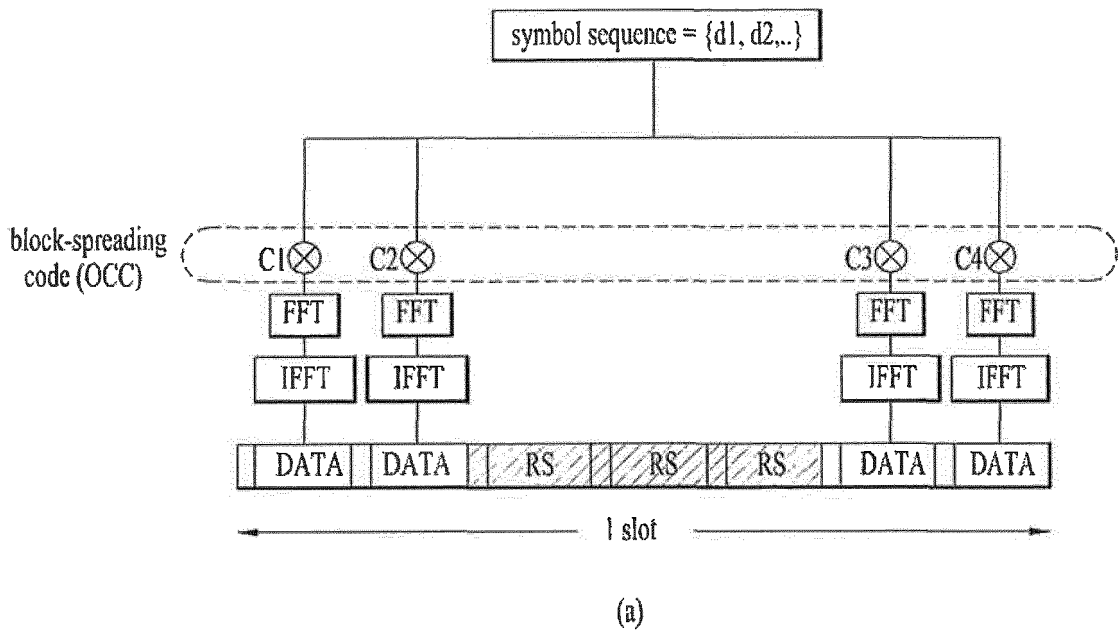 symbol sequence = {d1, d2,..}
block-spreading
code (OCC)
C1 C2 C3 C4
FFT FFT FFT FFT
IFFT IFFT IFFT IFFT
DATA DATA RS RS RS DATA DATA
1 slot
(a)